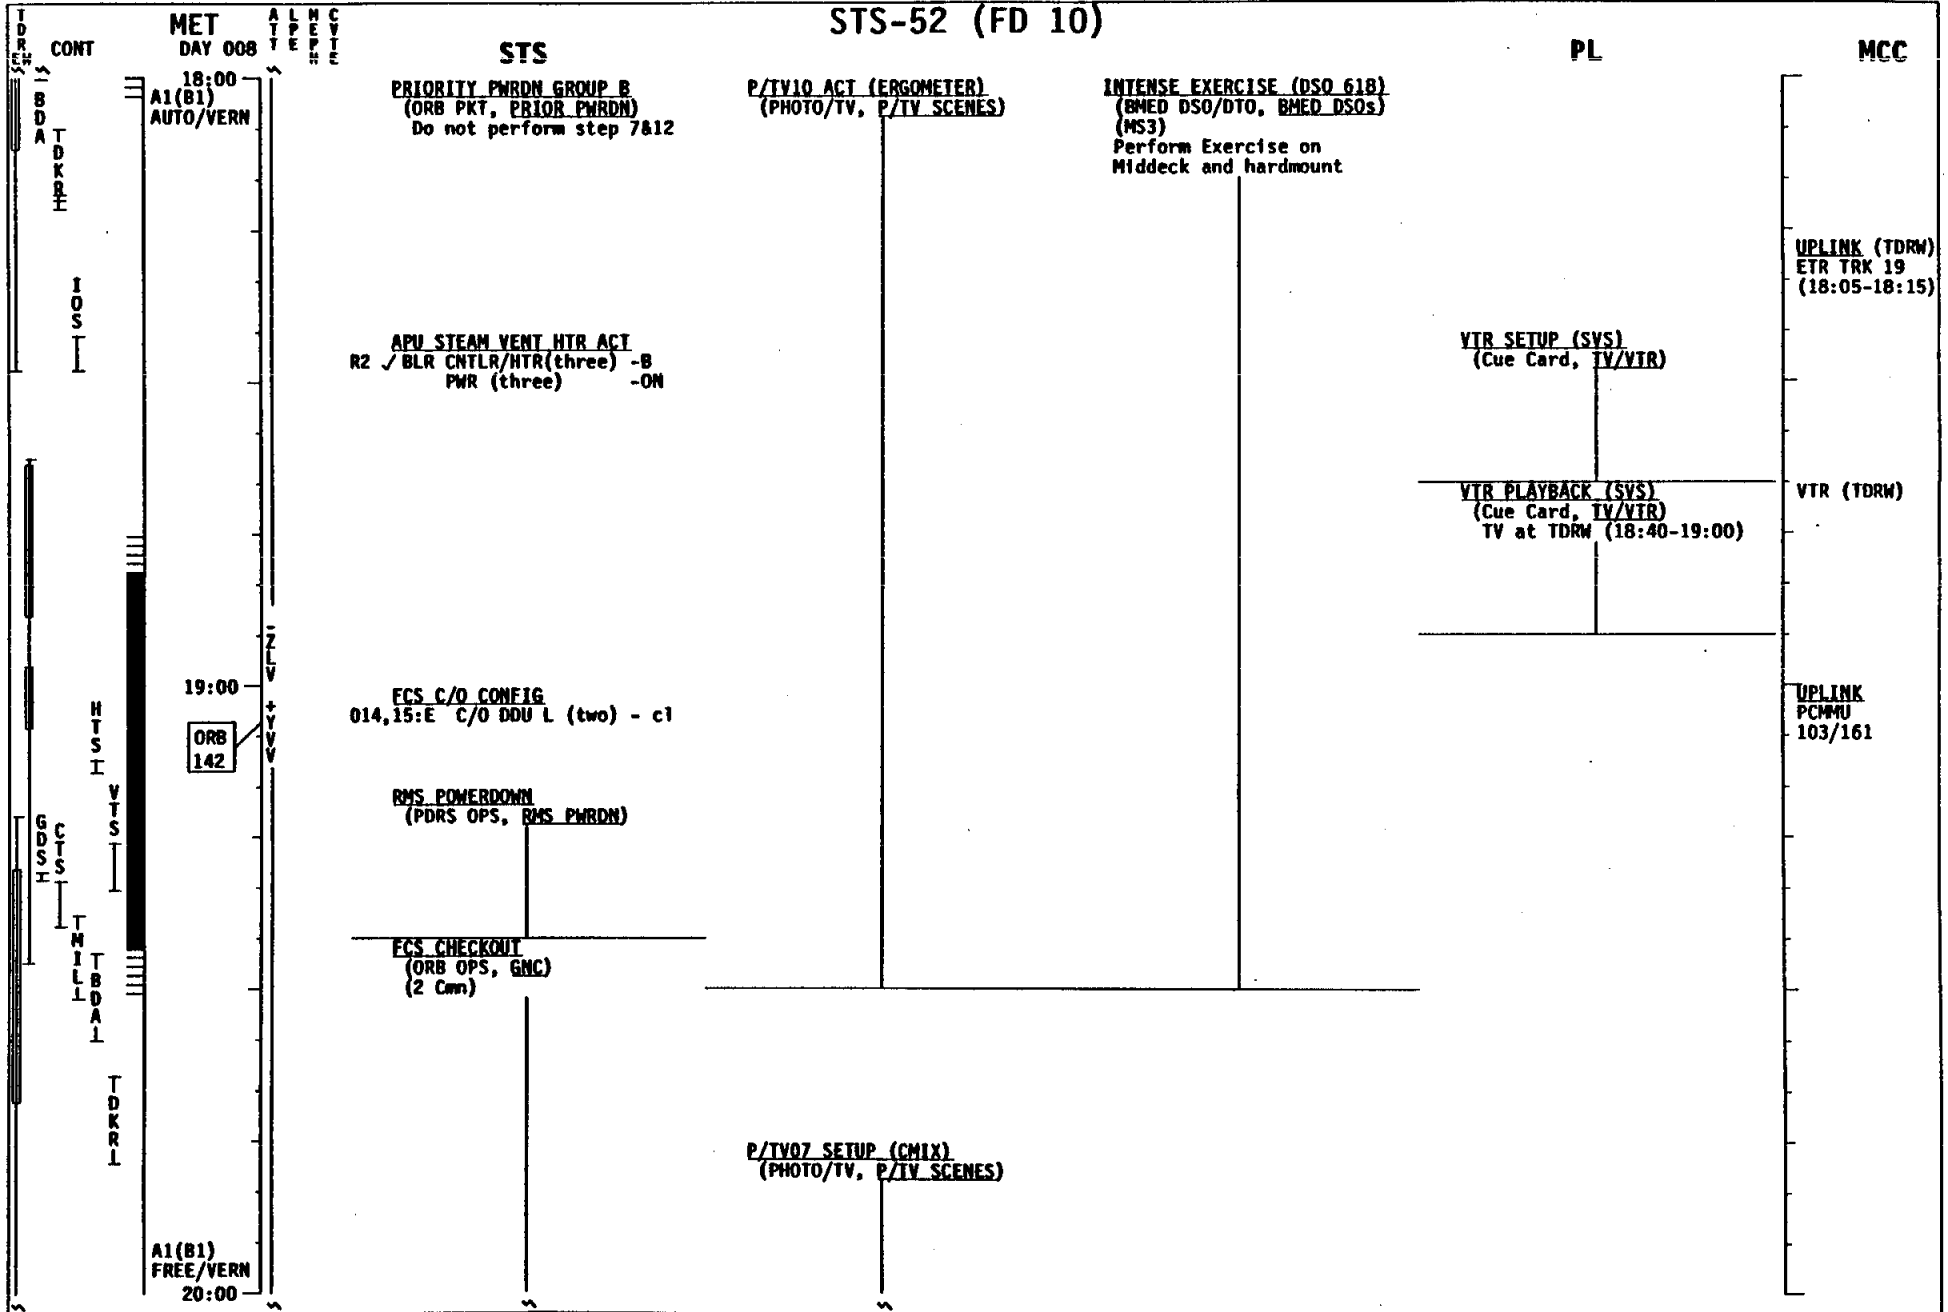 STS-52 (FD 10)
TDRE
W
CONT
MET
DAY 008
ATT
LPE
CVTE
STS
PL
MCC
18:00
A1(B1)
AUTO/VERN
BDA
IOS
PRIORITY PWRDN GROUP B
(ORB PKT, PRIOR PWRDN)
Do not perform step 7&12
P/TV10 ACT (ERGOMETER)
(PHOTO/TV, P/TV SCENES)
INTENSE EXERCISE (DSO 618)
(BMED DSO/DTO, BMED DSOs)
(MS3)
Perform Exercise on
Middeck and hardmount
UPLINK (TDRW)
ETR TRK 19
(18:05-18:15)
APU STEAM VENT HTR ACT
R2 ✓BLR CNTLR/HTR(three) -B
PWR (three) -ON
VTR SETUP (SVS)
(Cue Card, TV/VTR)
VTR PLAYBACK (SVS)
(Cue Card, TV/VTR)
TV at TDRW (18:40-19:00)
VTR (TDRW)
-ZLV +YVV
19:00
ORB
142
FCS C/O CONFIG
014,15:E C/O DDU L (two) - cl
UPLINK
PCMMU
103/161
HTS
VTS
GDS
CTS
MIL
BDA
RMS POWERDOWN
(PDRS OPS, RMS PWRDN)
FCS CHECKOUT
(ORB OPS, GNC)
(2 Cmn)
DKR
P/TV07 SETUP (CMIX)
(PHOTO/TV, P/TV SCENES)
A1(B1)
FREE/VERN
20:00